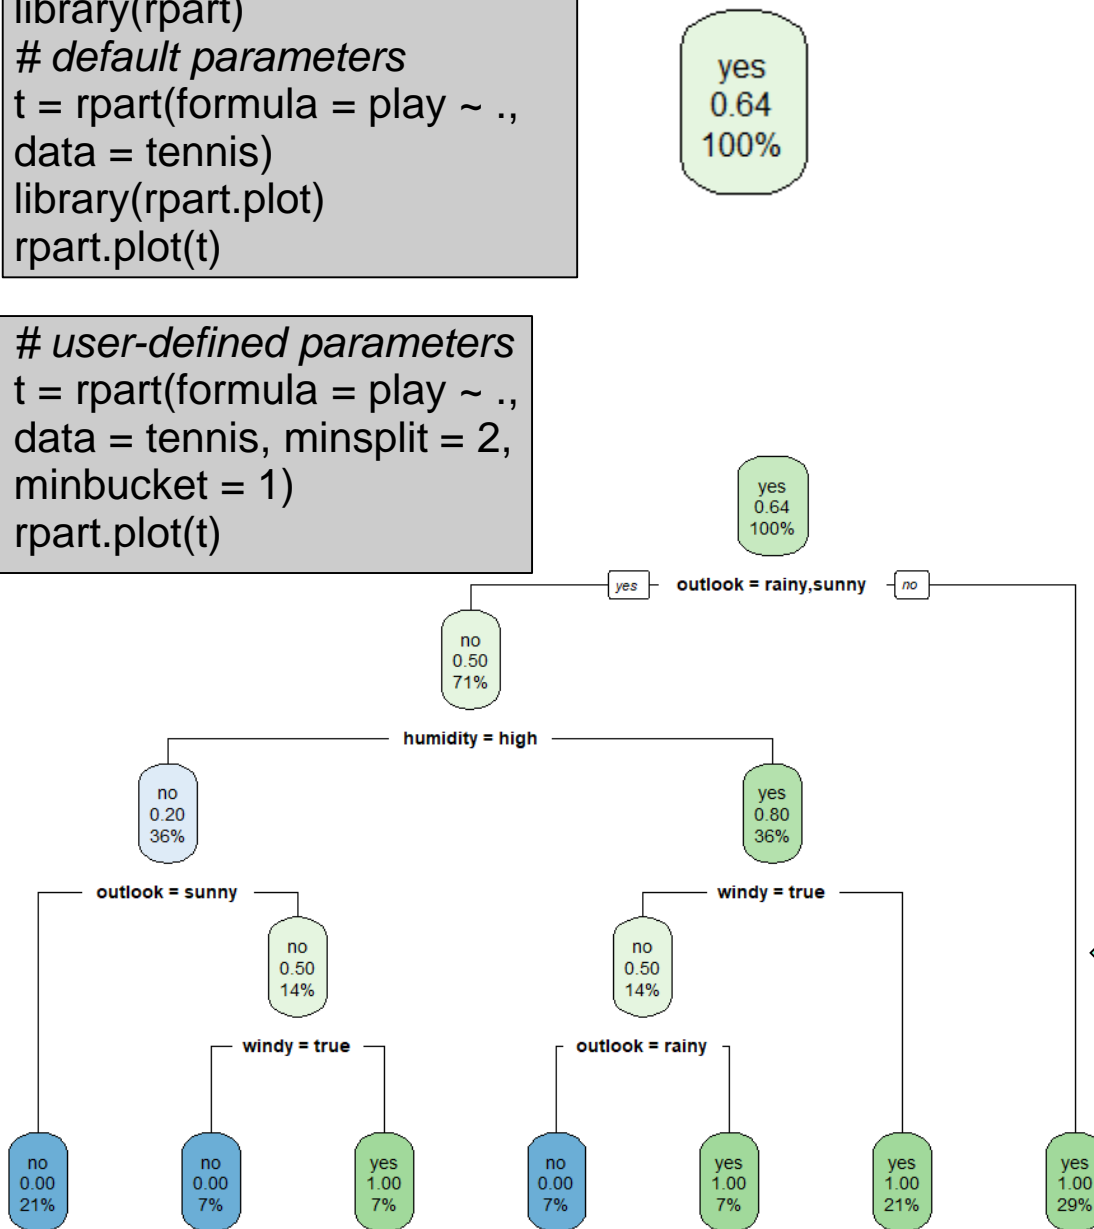 library(rpart)
# default parameters
t = rpart(formula = play ~ .,
data = tennis)
library(rpart.plot)
rpart.plot(t)
yes
0.64
100%
# user-defined parameters
t = rpart(formula = play ~ .,
data = tennis, minsplit = 2,
minbucket = 1)
rpart.plot(t)
yes
0.64
100%
yes outlook = rainy,sunny no
no
0.50
71%
humidity = high
no
0.20
36%
yes
0.80
36%
outlook = sunny windy = true
no
0.50
14%
no
0.50
14%
windy = true outlook = rainy
no
0.00
21%
no
0.00
7%
yes
1.00
7%
no
0.00
7%
yes
1.00
7%
yes
1.00
21%
yes
1.00
29%